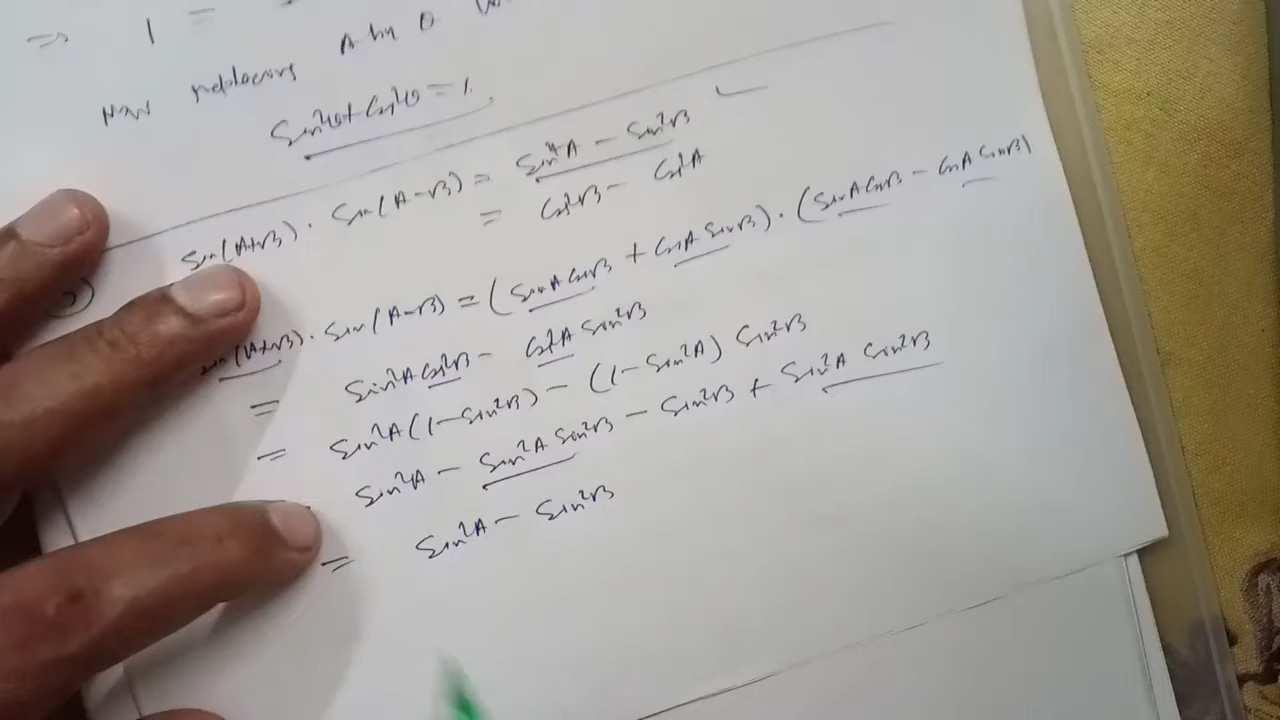 ⇒ 1 =
Now replacing A by θ
Sin²θ + Cos²θ = 1.
Sin(A+B) · Sin(A-B) = Sin²A - Sin²B
= Cos²B - Cos²A
Sin(A+B) · Sin(A-B) = (SinA CosB + CosA SinB) · (SinA CosB - CosA SinB)
= Sin²A Cos²B - Cos²A Sin²B
= Sin²A (1-Sin²B) - (1-Sin²A) Sin²B
Sin²A - Sin²A Sin²B - Sin²B + Sin²A Sin²B
= Sin²A - Sin²B